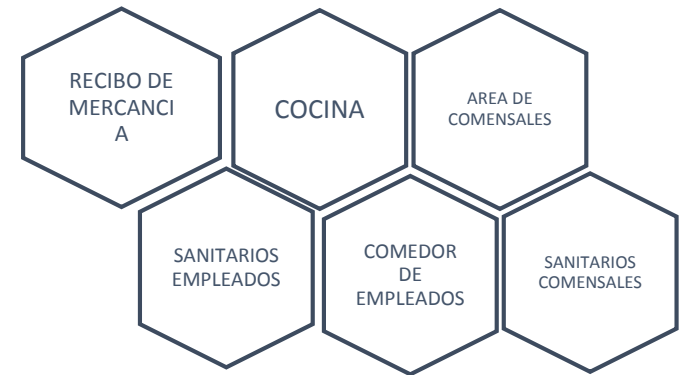 RECIBO DE
MERCANCI
A
COCINA
AREA DE
COMENSALES
SANITARIOS
EMPLEADOS
COMEDOR
DE
EMPLEADOS
SANITARIOS
COMENSALES